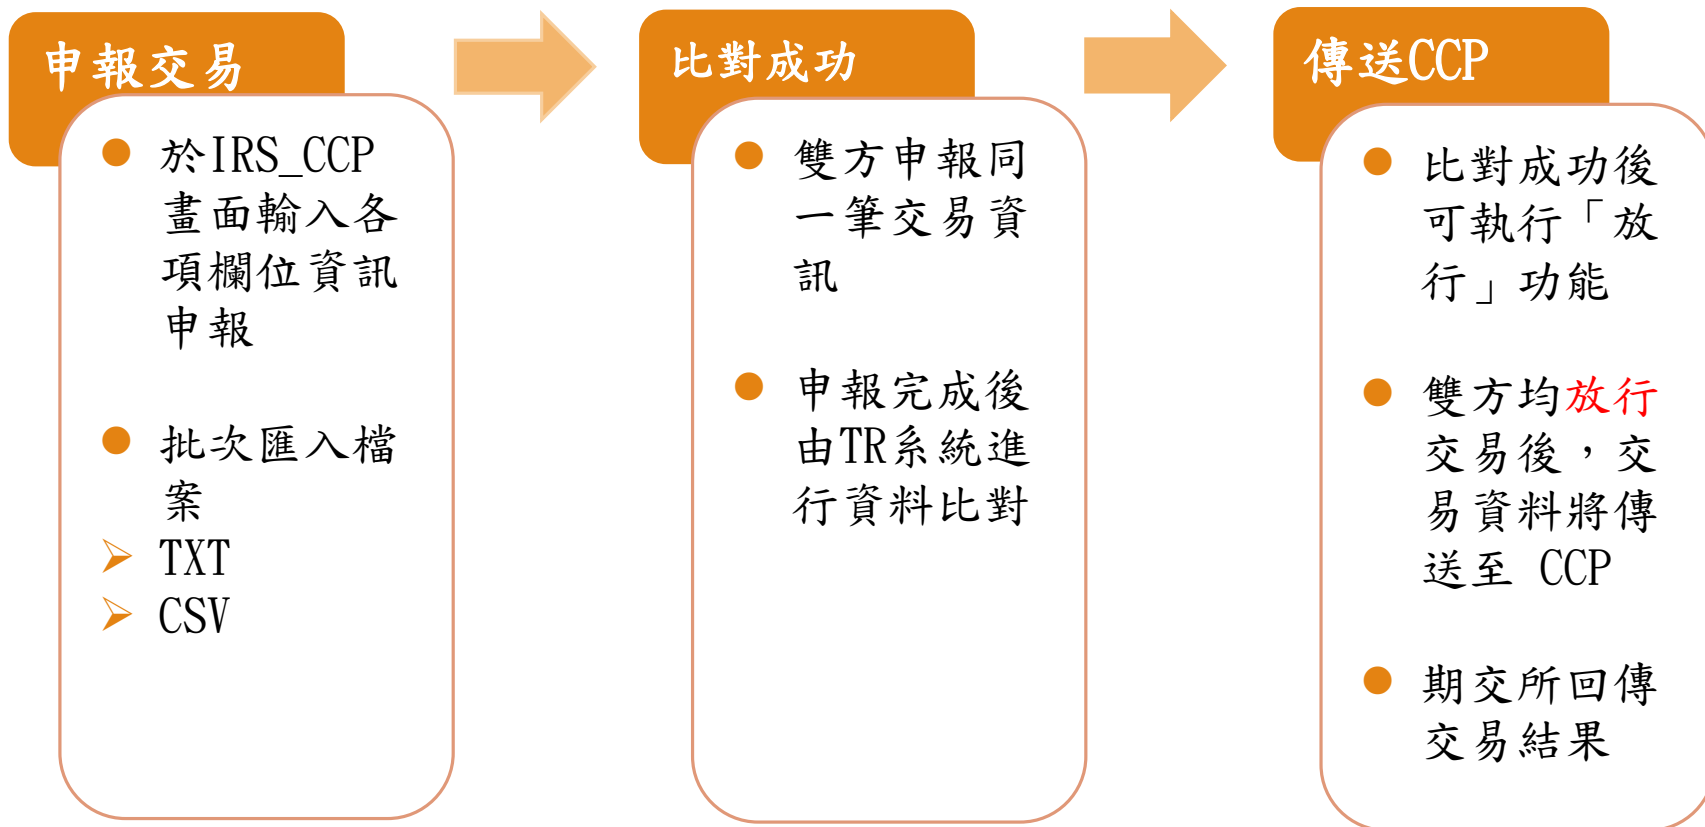 申報交易
於IRS_CCP
畫面輸入各
項欄位資訊
申報
批次匯入檔
案
TXT
CSV
比對成功
雙方申報同
一筆交易資
訊
申報完成後
由TR系統進
行資料比對
傳送CCP
比對成功後
可執行「放
行」功能
雙方均放行
交易後，交
易資料將傳
送至 CCP
期交所回傳
交易結果